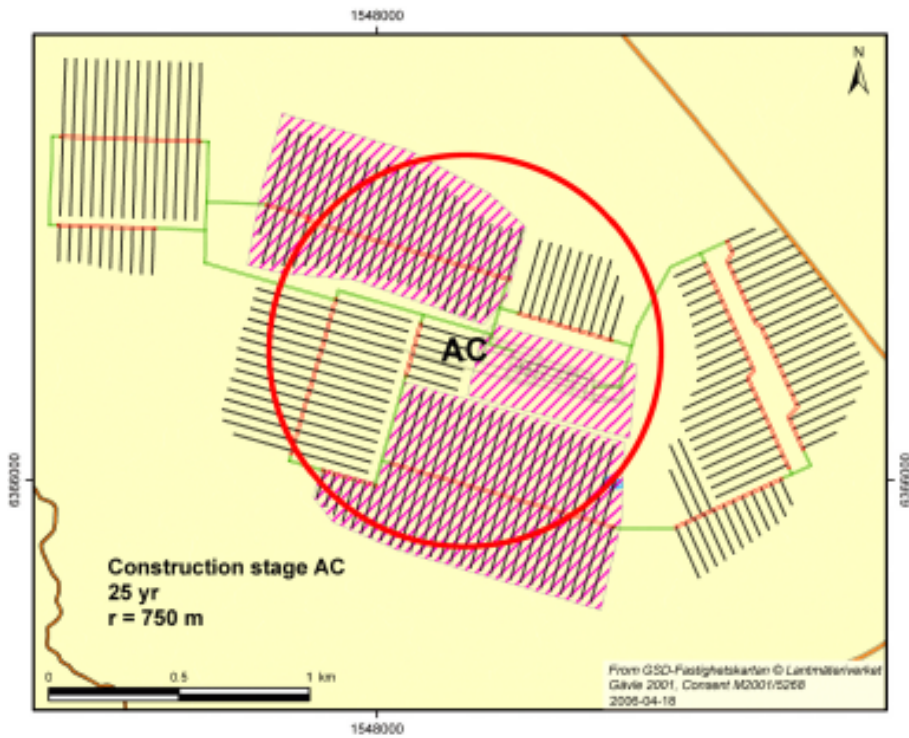 1548000
N
AC
6366000
6366000
Construction stage AC
25 yr
r = 750 m
0 0.5 1 km
From GSD-Fastighetskartan © Lantmäteriverket
Gävle 2001, Consent M2001/5268
2006-04-18
1548000